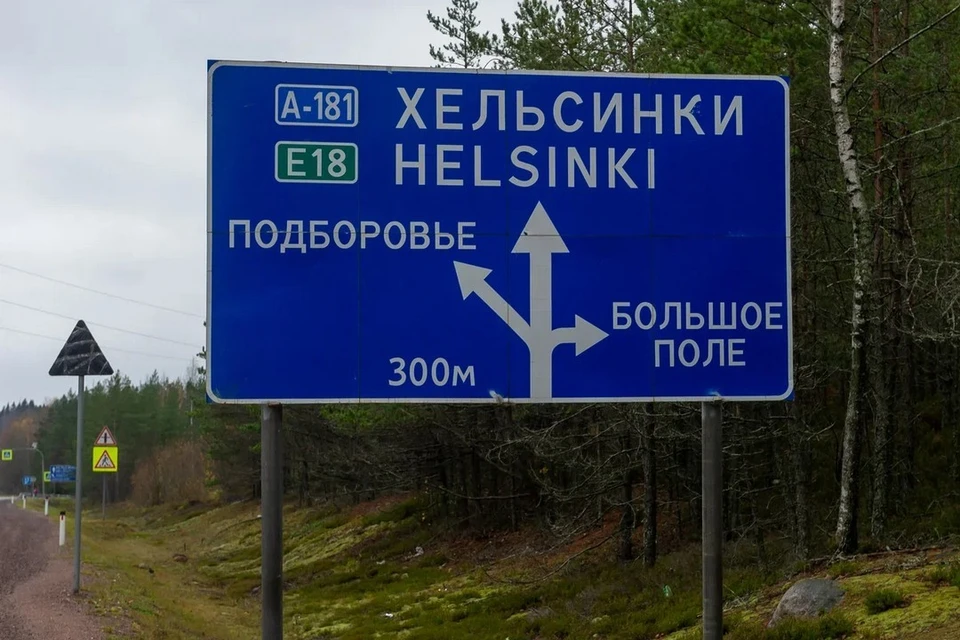 А-181
ХЕЛЬСИНКИ
E18
HELSINKI
ПОДБОРОВЬЕ
БОЛЬШОЕ
ПОЛЕ
300м